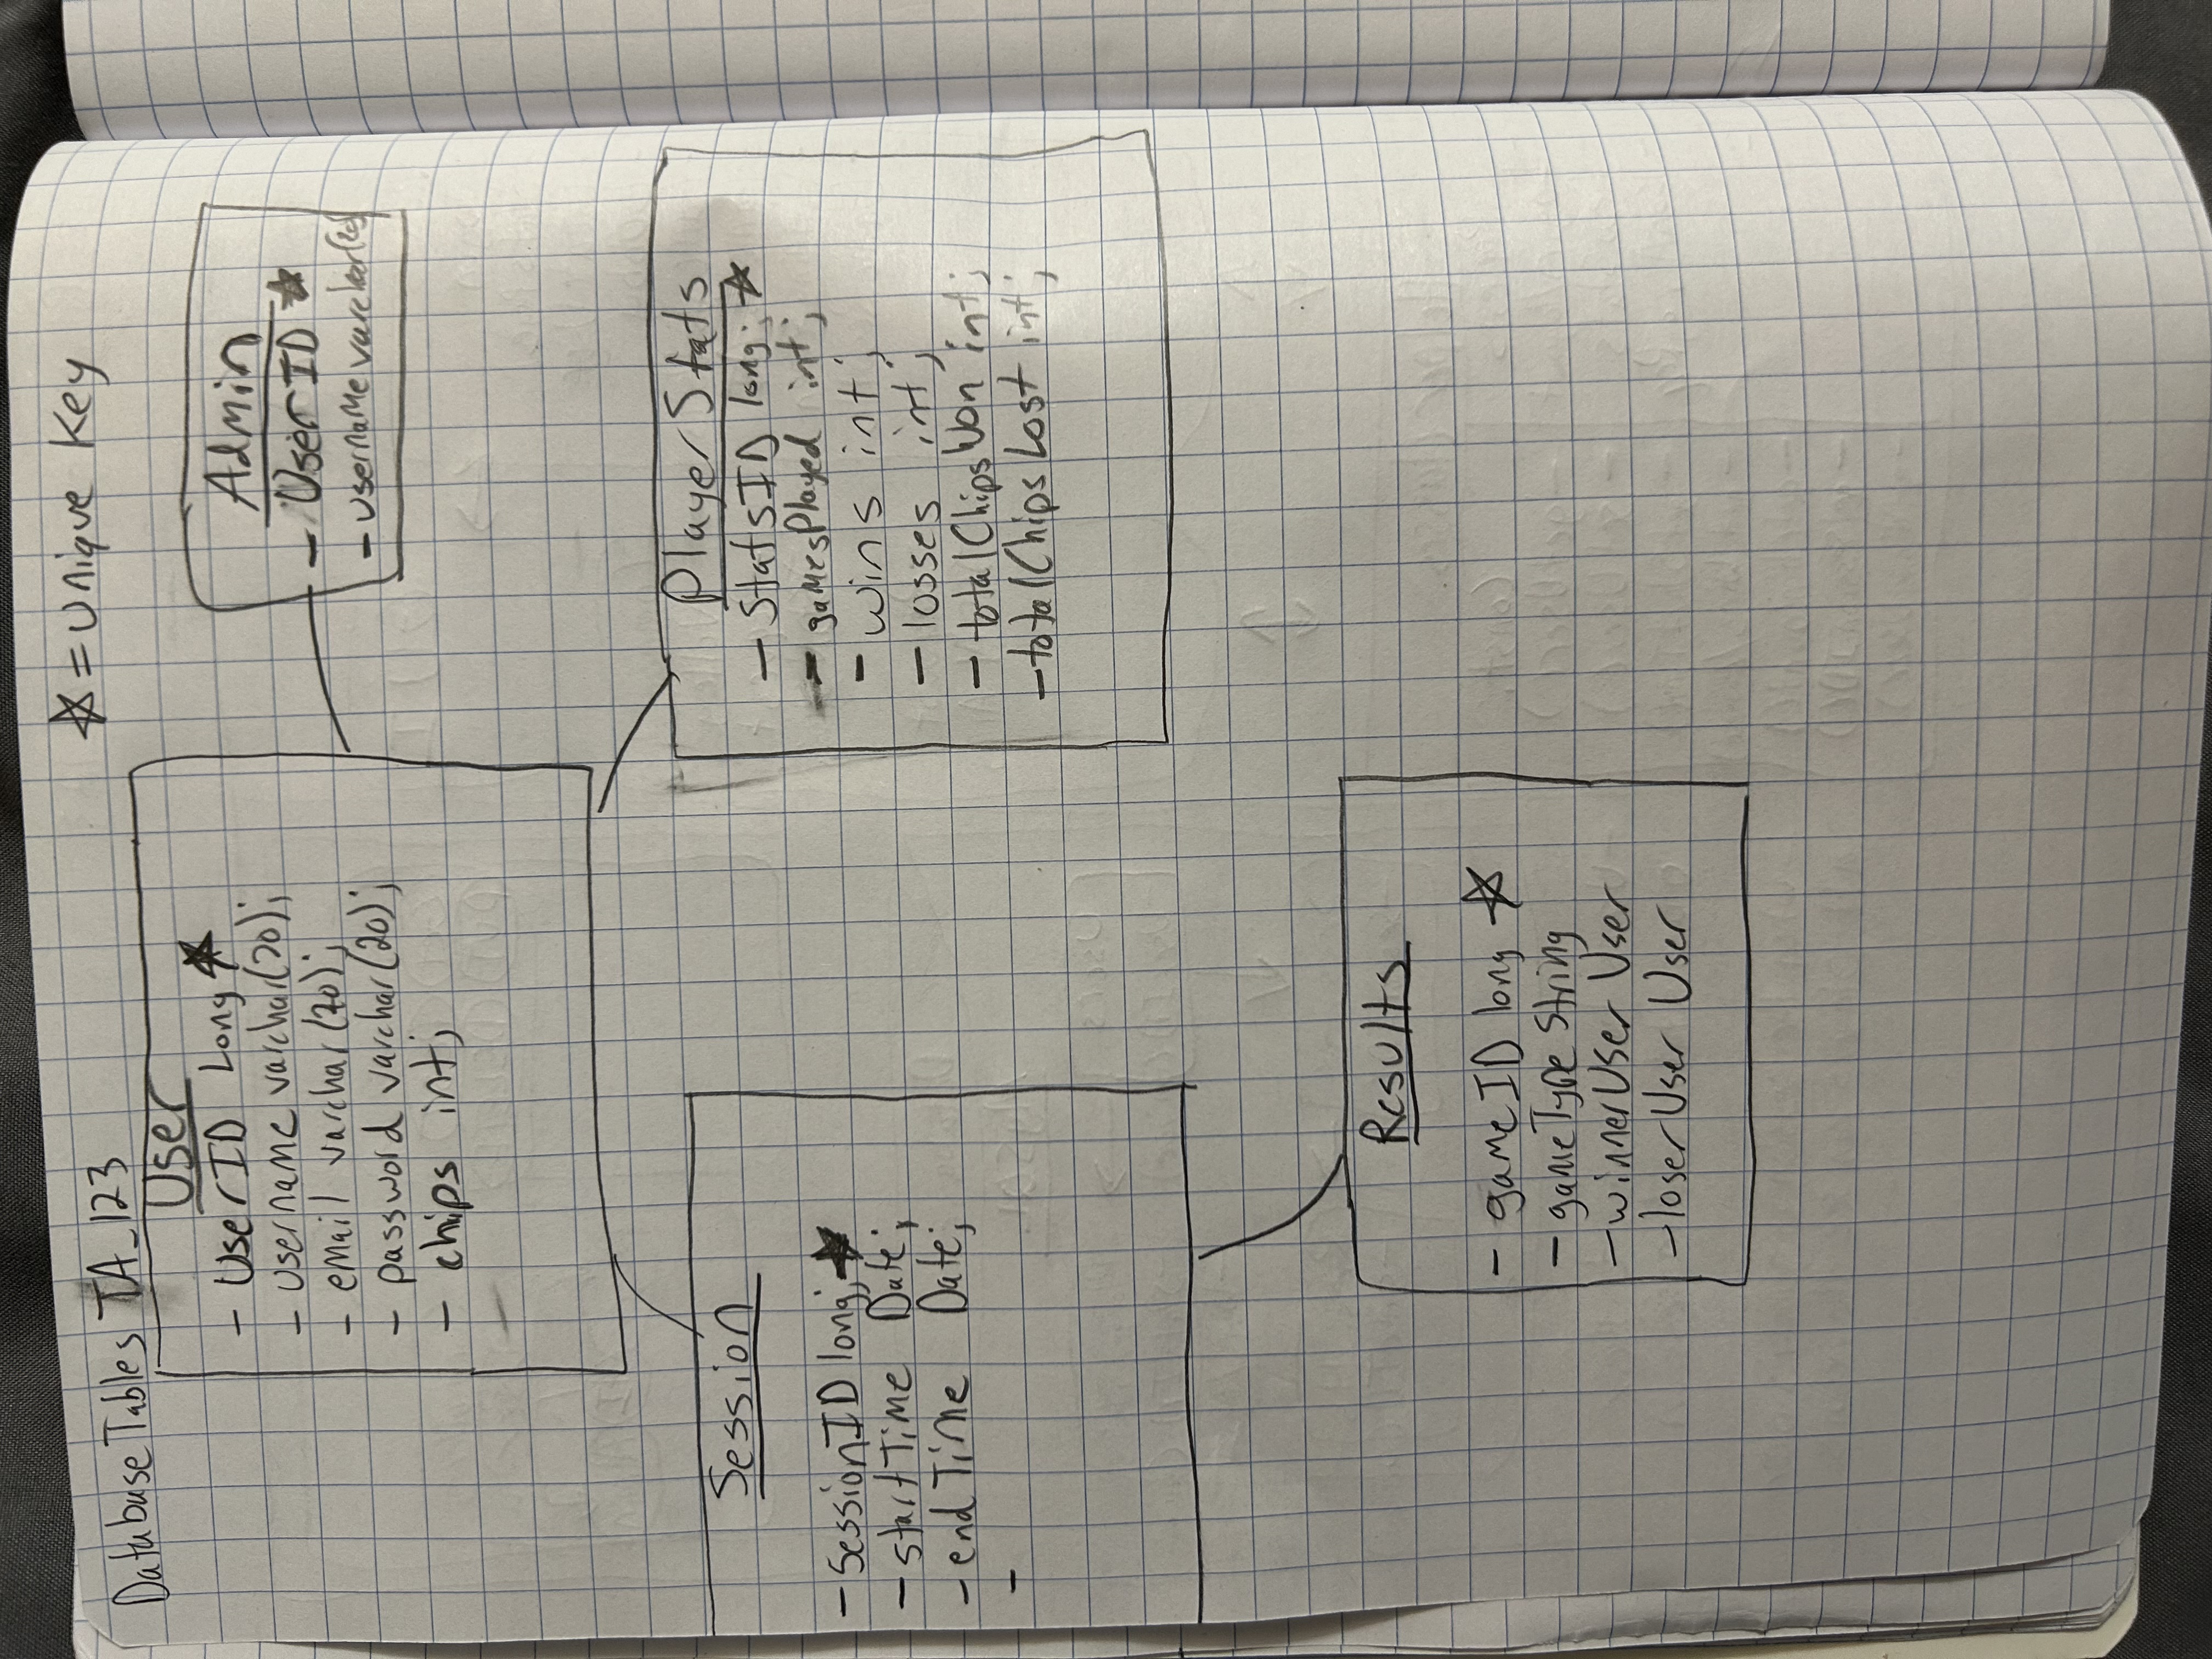 ☆ = Unique Key
Database Tables TA_123
User
- UserID Long ★
- username varchar(20);
- email varchar(20);
- password varchar(20);
- chips int;
-
Admin
- UserID ★
- username varchar(20)
Session
- SessionID long; ★
- startTime Date;
- endTime Date;
-
PlayerStats
- StatsID long; ☆
- gamesPlayed int;
- wins int;
- losses int;
- totalChipsWon int;
- totalChipsLost int;
Results
- gameID long ☆
- gameType String
- winnerUser User
- loserUser User